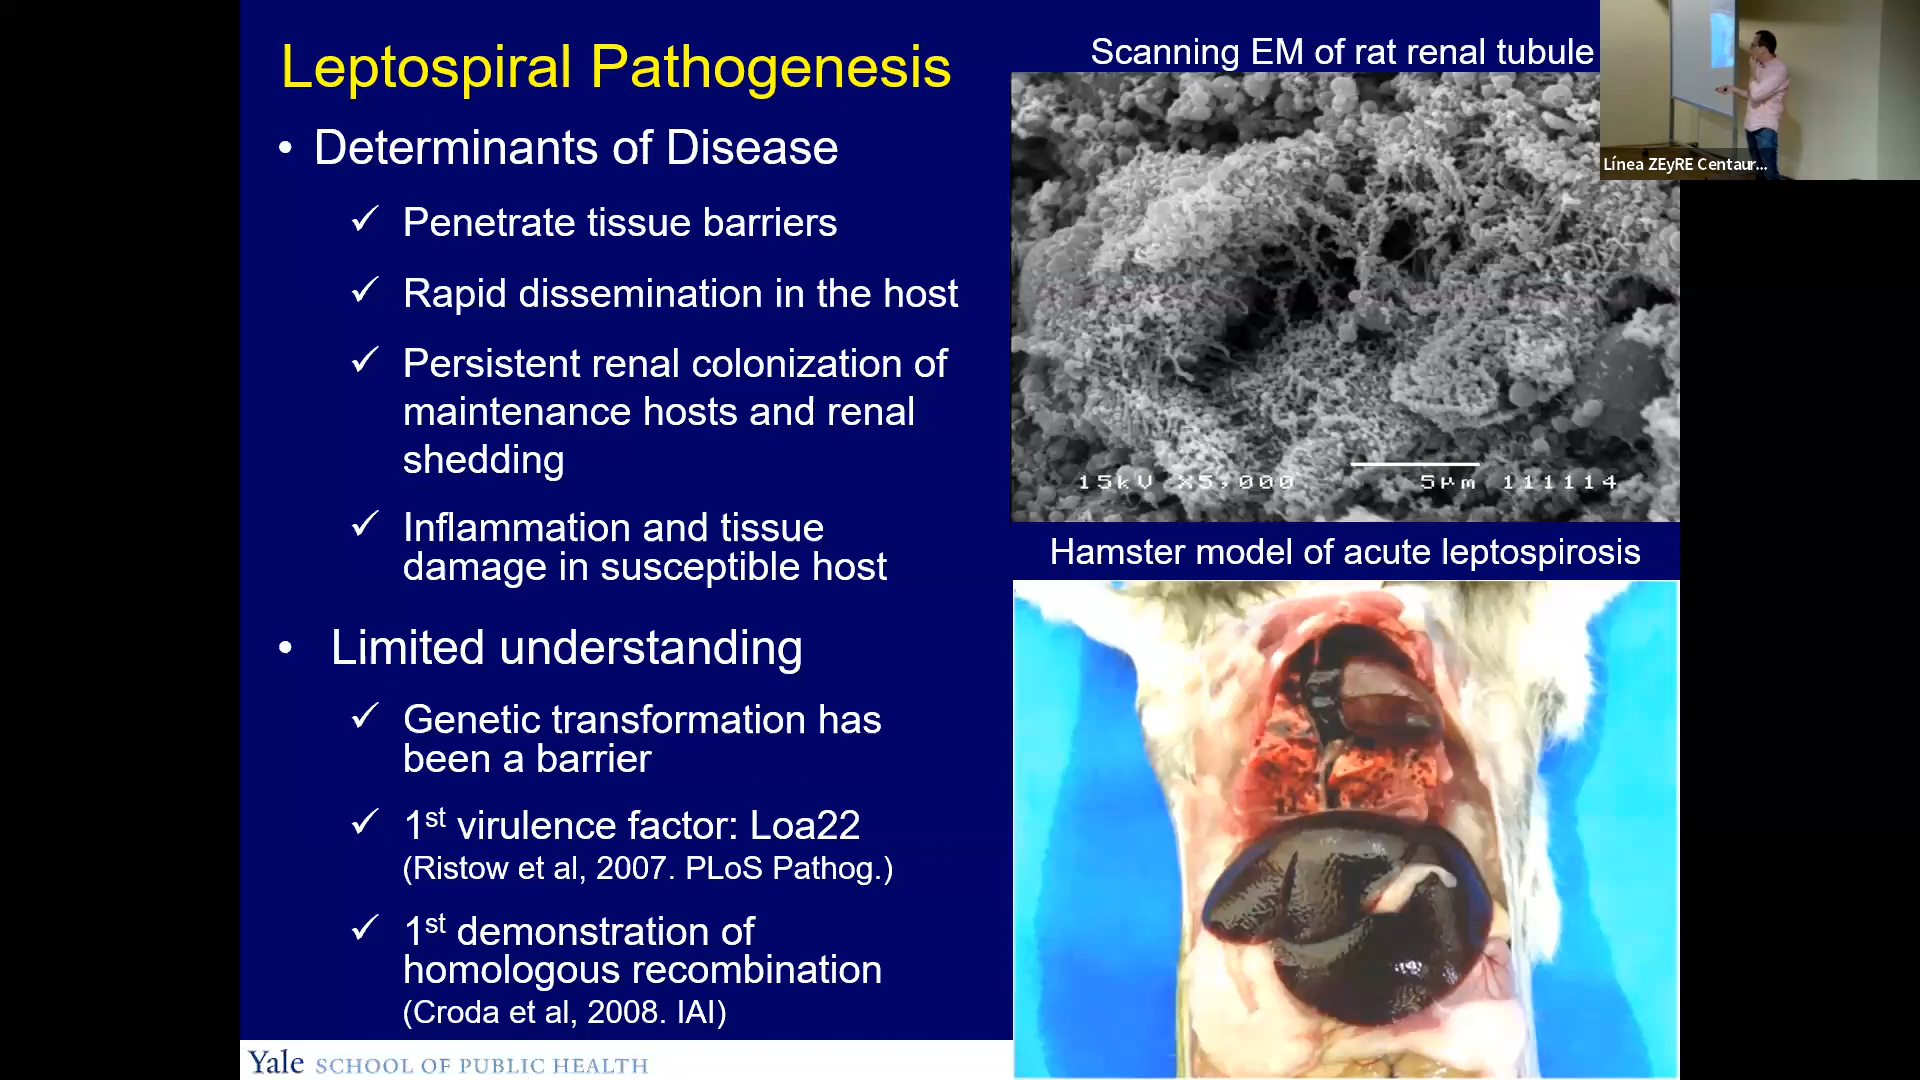 Leptospiral Pathogenesis
• Determinants of Disease
✓ Penetrate tissue barriers
✓ Rapid dissemination in the host
✓ Persistent renal colonization of
maintenance hosts and renal
shedding
✓ Inflammation and tissue
damage in susceptible host
• Limited understanding
✓ Genetic transformation has
been a barrier
✓ 1st virulence factor: Loa22
(Ristow et al, 2007. PLoS Pathog.)
✓ 1st demonstration of
homologous recombination
(Croda et al, 2008. IAI)
Yale SCHOOL OF PUBLIC HEALTH
Scanning EM of rat renal tubule
15kV X5,000 5µm 111114
Hamster model of acute leptospirosis
Línea ZEyRE Centaur...